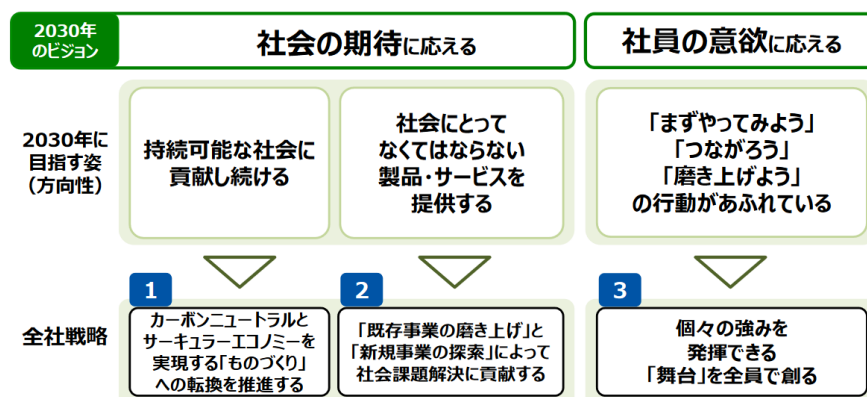 2030年
のビジョン
社会の期待に応える
社員の意欲に応える
2030年に
目指す姿
（方向性）
持続可能な社会に
貢献し続ける
社会にとって
なくてはならない
製品・サービスを
提供する
「まずやってみよう」
「つながろう」
「磨き上げよう」
の行動があふれている
全社戦略
1
カーボンニュートラルと
サーキュラーエコノミーを
実現する「ものづくり」
への転換を推進する
2
「既存事業の磨き上げ」と
「新規事業の探索」によって
社会課題解決に貢献する
3
個々の強みを
発揮できる
「舞台」を全員で創る